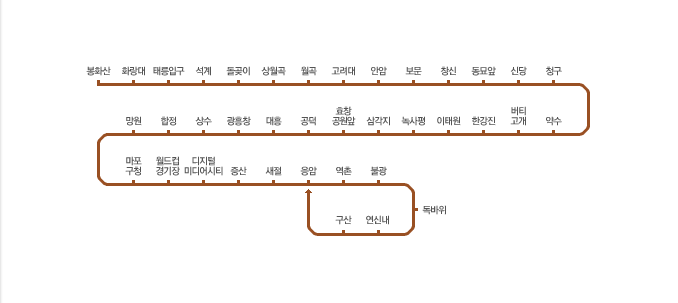 봉화산 화랑대 태릉입구 석계 돌곶이 상월곡 월곡 고려대 안암 보문 창신 동묘앞 신당 청구
망원 합정 상수 광흥창 대흥 공덕 효창 공원앞 삼각지 녹사평 이태원 한강진 버티 고개 약수
마포 구청 월드컵 경기장 디지털 미디어시티 증산 새절 응암 역촌 불광
독바위
구산 연신내